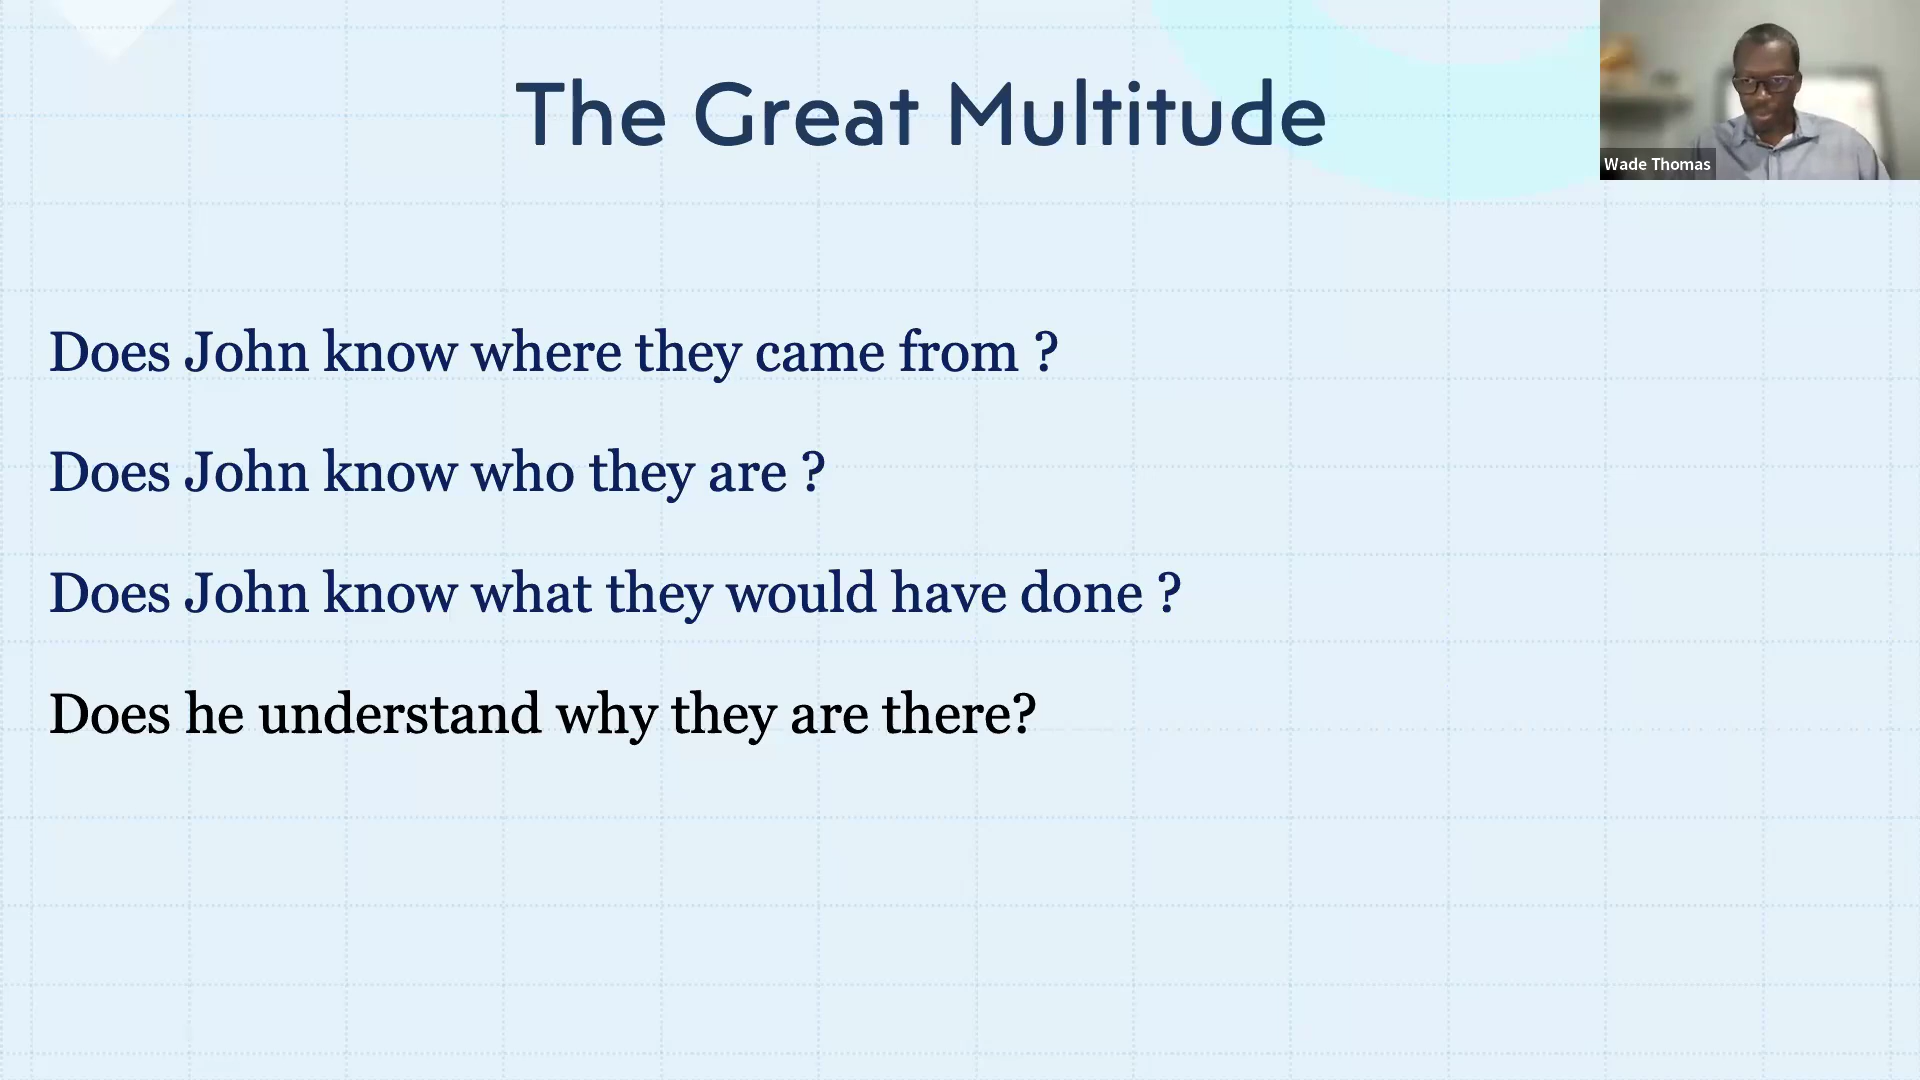 The Great Multitude
Wade Thomas
Does John know where they came from ?
Does John know who they are ?
Does John know what they would have done ?
Does he understand why they are there?